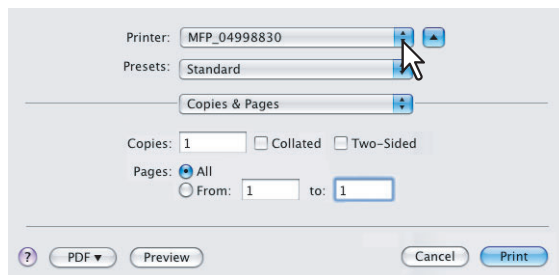 Printer: MFP_04998830
Presets: Standard
Copies & Pages
Copies: 1 Collated Two-Sided
Pages: All
From: 1 to: 1
? PDF ▼ Preview Cancel Print